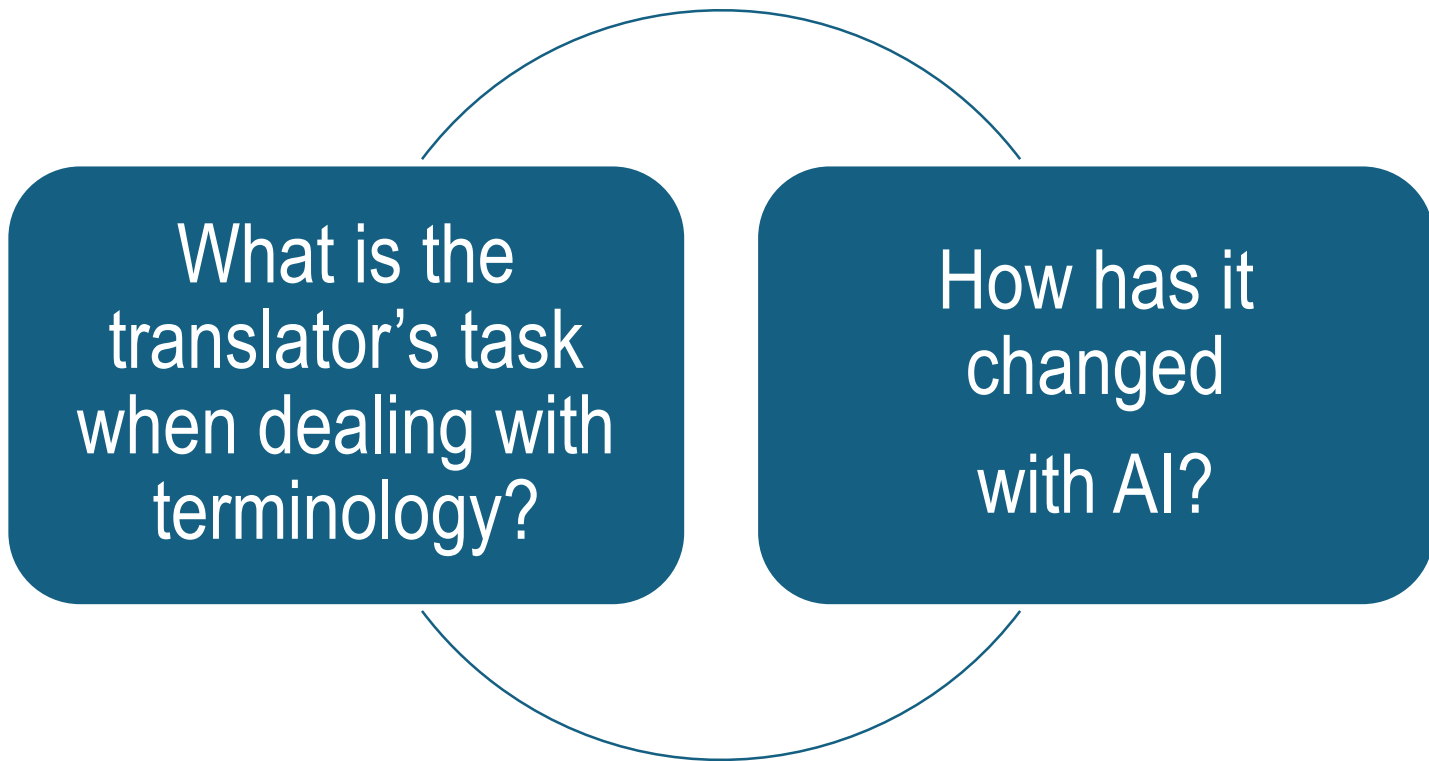 What is the
translator’s task
when dealing with
terminology?
How has it
changed
with AI?